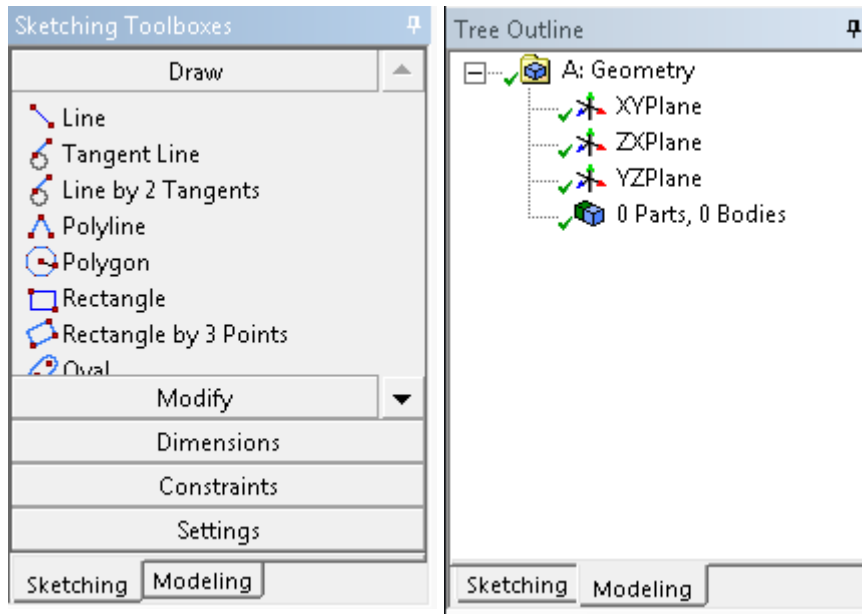 Sketching Toolboxes
Draw
Line
Tangent Line
Line by 2 Tangents
Polyline
Polygon
Rectangle
Rectangle by 3 Points
Oval
Modify
Dimensions
Constraints
Settings
Sketching Modeling
Tree Outline
A: Geometry
XYPlane
ZXPlane
YZPlane
0 Parts, 0 Bodies
Sketching Modeling